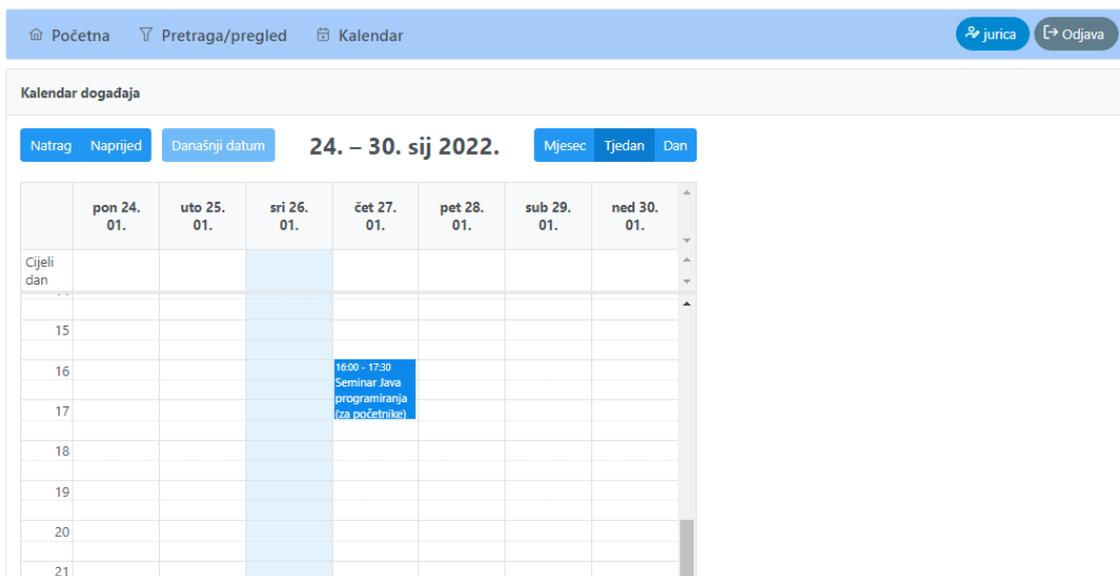 Početna Pretraga/pregled Kalendar jurica Odjava
Kalendar događaja
Natrag Naprijed Današnji datum 24. – 30. sij 2022. Mjesec Tjedan Dan
pon 24. uto 25. sri 26. čet 27. pet 28. sub 29. ned 30.
01. 01. 01. 01. 01. 01. 01.
Cijeli
dan
15
16
16:00 - 17:30
Seminar Java
programiranja
(za početnike)
17
18
19
20
21